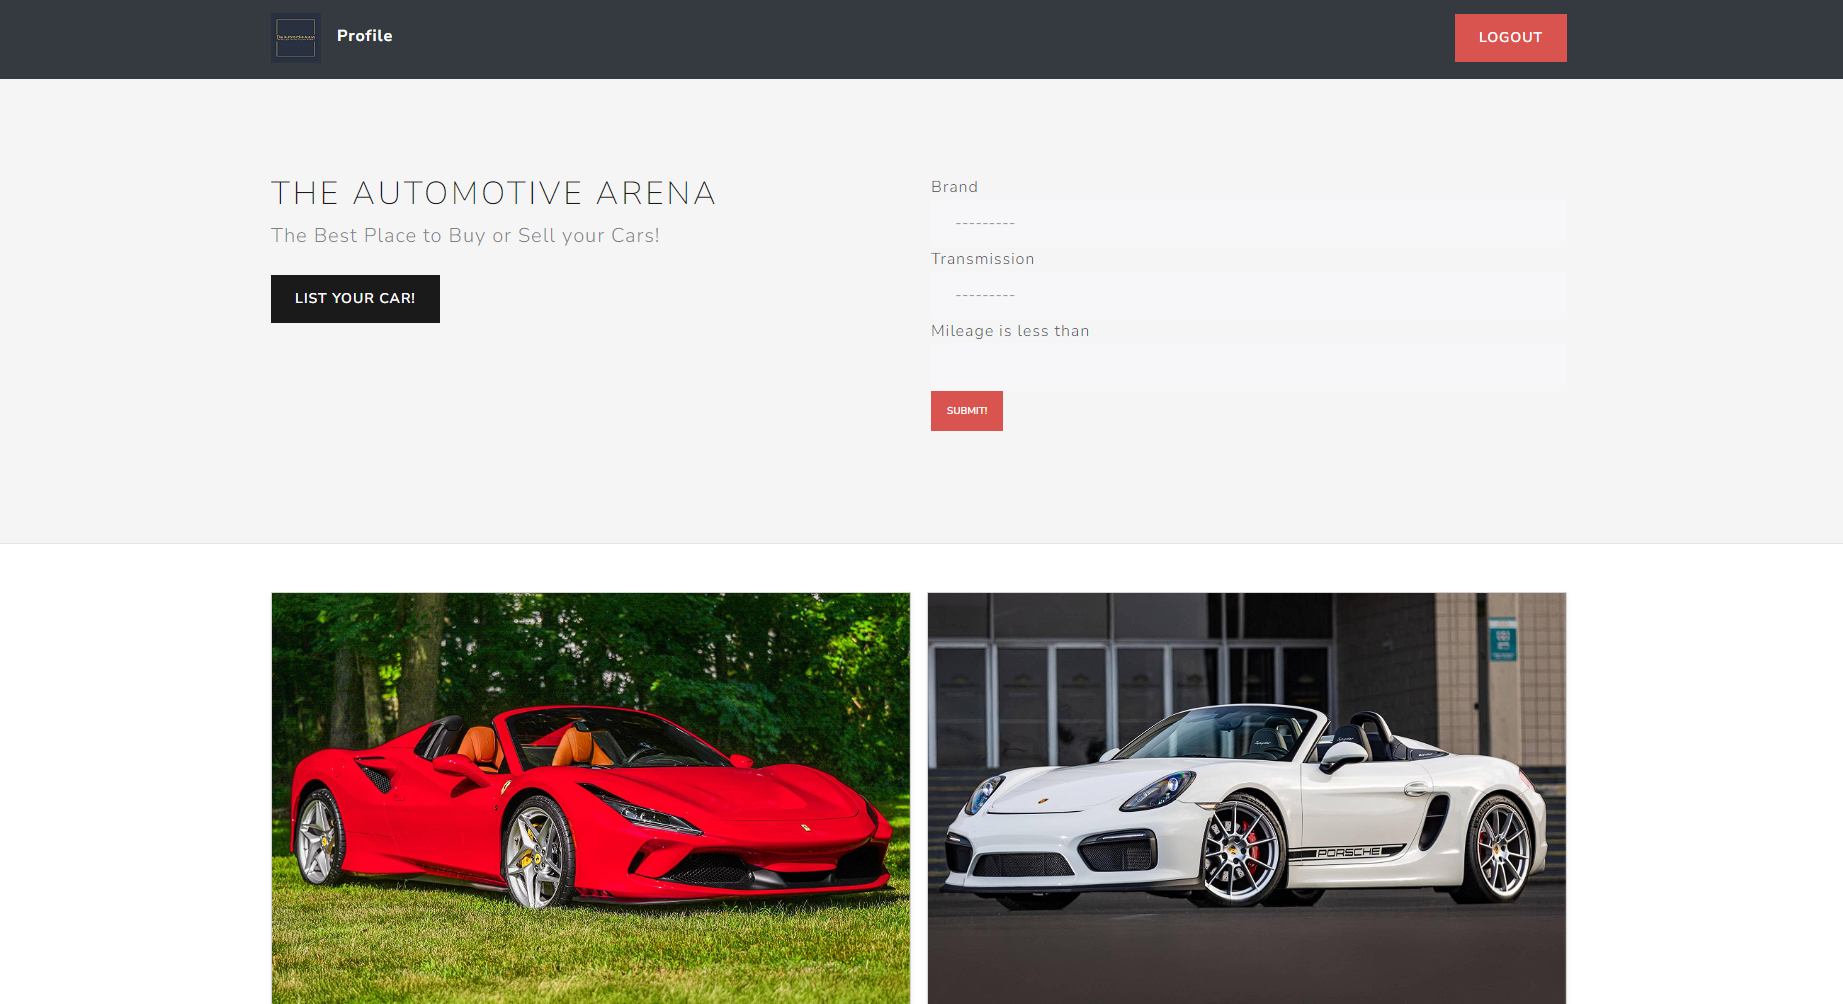 Profile
LOGOUT
THE AUTOMOTIVE ARENA
The Best Place to Buy or Sell your Cars!
LIST YOUR CAR!
Brand
---------
Transmission
---------
Mileage is less than
SUBMIT!
PORSCHE